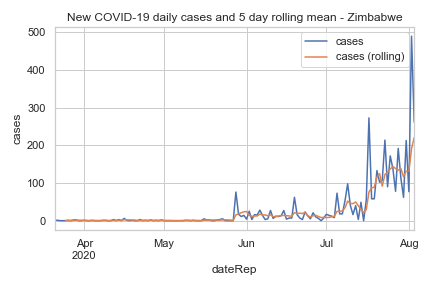 New COVID-19 daily cases and 5 day rolling mean - Zimbabwe
cases
cases (rolling)
500
400
300
200
100
0
cases
Apr
2020
May
Jun
Jul
Aug
dateRep